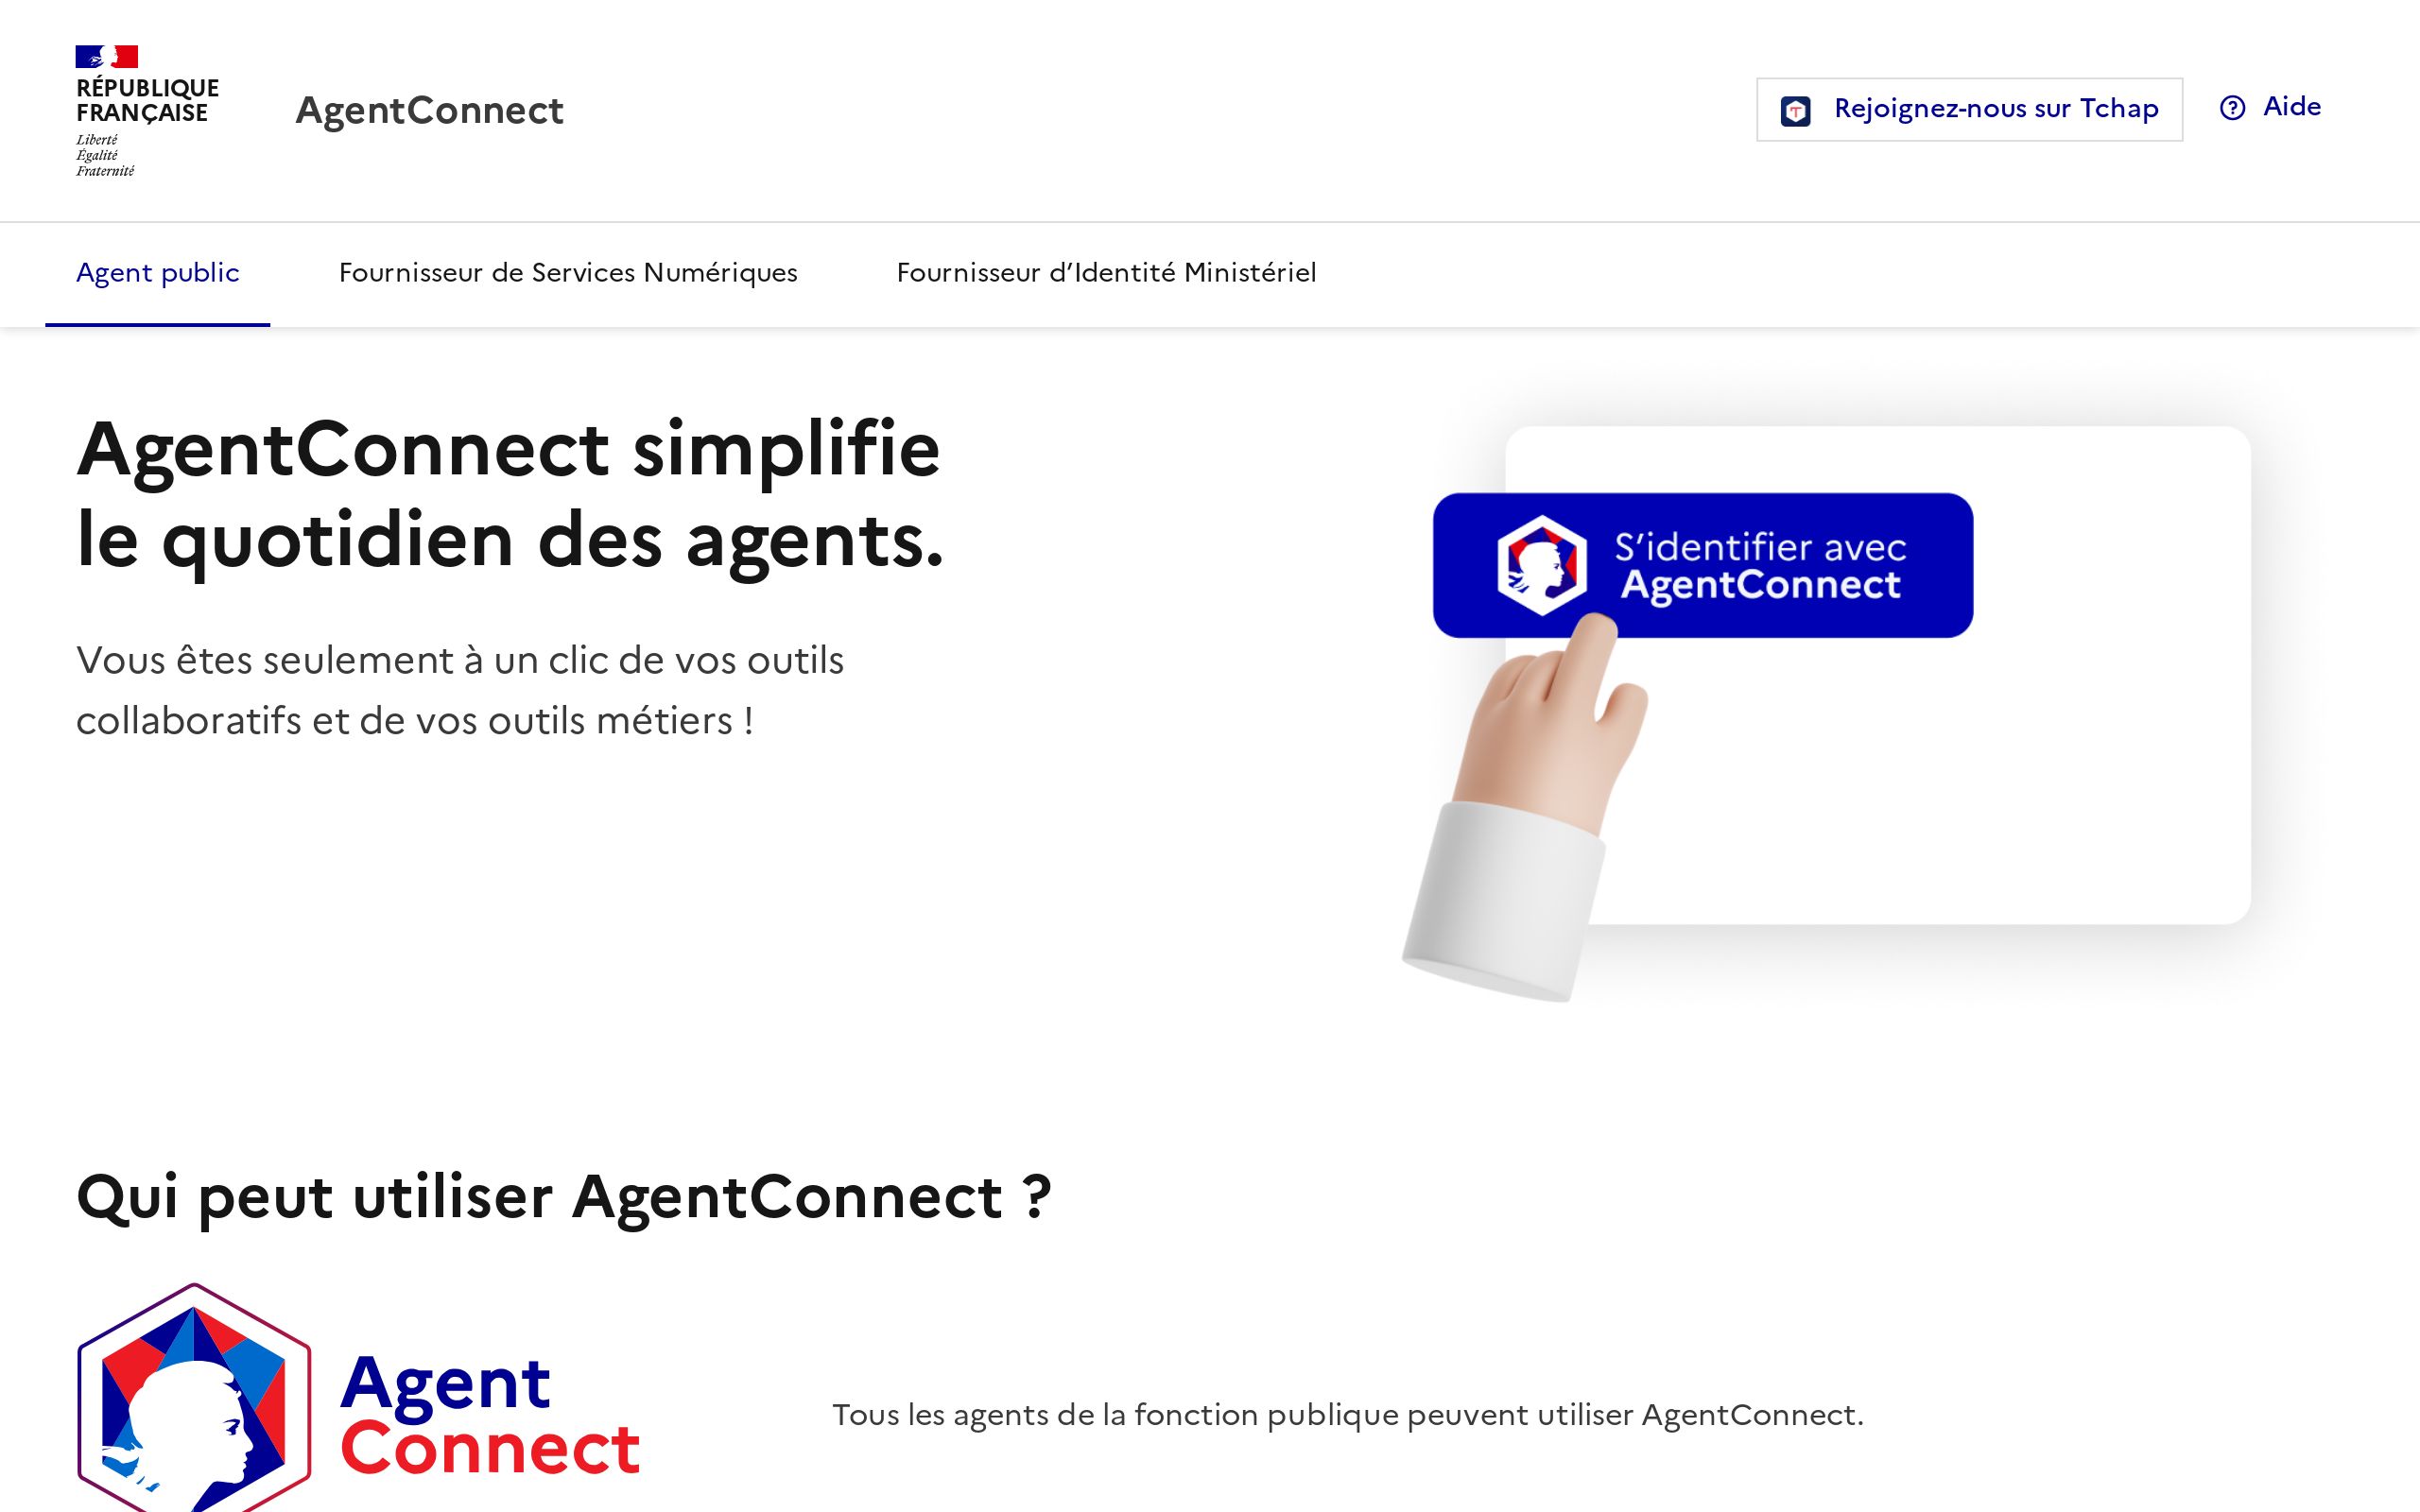 RÉPUBLIQUE
FRANÇAISE
Liberté
Égalité
Fraternité
AgentConnect
Rejoignez-nous sur Tchap
Aide
Agent public
Fournisseur de Services Numériques
Fournisseur d’Identité Ministériel
AgentConnect simplifie
le quotidien des agents.
Vous êtes seulement à un clic de vos outils
collaboratifs et de vos outils métiers !
S’identifier avec
AgentConnect
Qui peut utiliser AgentConnect ?
Agent
Connect
Tous les agents de la fonction publique peuvent utiliser AgentConnect.